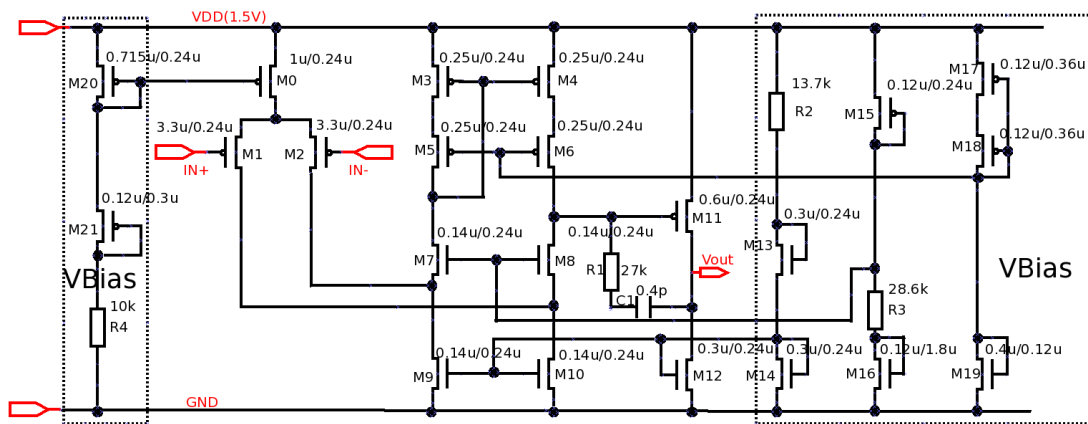 VDD(1.5V)
0.715u/0.24u
M20
1u/0.24u
M0
0.25u/0.24u
M3
0.25u/0.24u
M4
13.7k
R2
0.12u/0.24u
M15
M17
0.12u/0.36u
3.3u/0.24u
M1
IN+
3.3u/0.24u
M2
IN-
0.25u/0.24u
M5
0.25u/0.24u
M6
0.12u/0.36u
M18
0.12u/0.3u
M21
0.6u/0.24u
M11
0.3u/0.24u
M13
0.14u/0.24u
M7
0.14u/0.24u
M8
R1
27k
C1
0.4p
Vout
VBias
VBias
10k
R4
28.6k
R3
0.14u/0.24u
M9
0.14u/0.24u
M10
0.3u/0.24u
M12
0.3u/0.24u
M14
0.12u/1.8u
M16
0.4u/0.12u
M19
GND